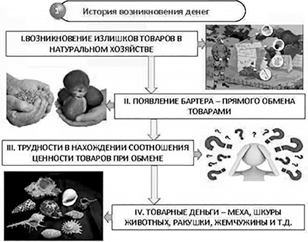 История возникновения денег
I.ВОЗНИКНОВЕНИЕ ИЗЛИШКОВ ТОВАРОВ В
НАТУРАЛЬНОМ ХОЗЯЙСТВЕ
II. ПОЯВЛЕНИЕ БАРТЕРА – ПРЯМОГО ОБМЕНА
ТОВАРАМИ
III. ТРУДНОСТИ В НАХОЖДЕНИИ СООТНОШЕНИЯ
ЦЕННОСТИ ТОВАРОВ ПРИ ОБМЕНЕ
IV. ТОВАРНЫЕ ДЕНЬГИ – МЕХА, ШКУРЫ
ЖИВОТНЫХ, РАКУШКИ, ЖЕМЧУЖИНЫ И Т.Д.